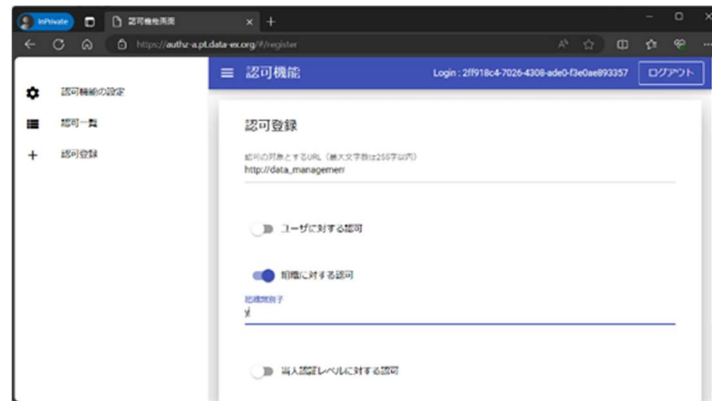 InPrivate
認可機能画面
https://authz-a.pt.data-ex.org/#/register
認可機能
Login : 2ff918c4-7026-4308-ade0-f3e0ae893357
ログアウト
認可機能の設定
認可一覧
認可登録
認可登録
認可の対象とするURL（最大文字数は255字以内）
http://data_management/
ユーザに対する認可
組織に対する認可
組織識別子
当人認証レベルに対する認可